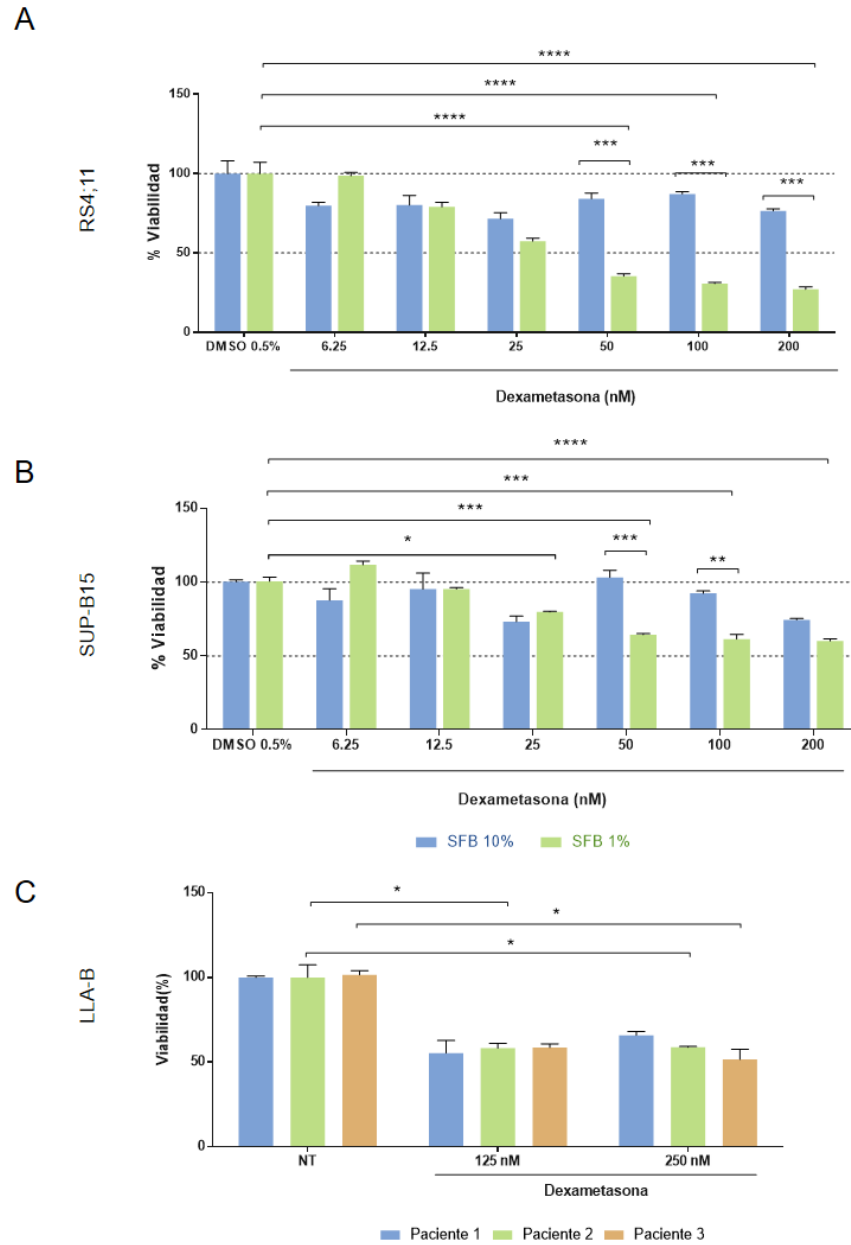 A
****
****
****
***
***
***
150
100
50
0
% Viabilidad
RS4;11
DMSO 0.5%
6.25
12.5
25
50
100
200
Dexametasona (nM)
B
****
***
***
*
***
**
150
100
50
0
% Viabilidad
SUP-B15
DMSO 0.5%
6.25
12.5
25
50
100
200
Dexametasona (nM)
SFB 10%
SFB 1%
C
*
*
*
150
100
50
0
Viabilidad(%)
LLA-B
NT
125 nM
250 nM
Dexametasona
Paciente 1
Paciente 2
Paciente 3